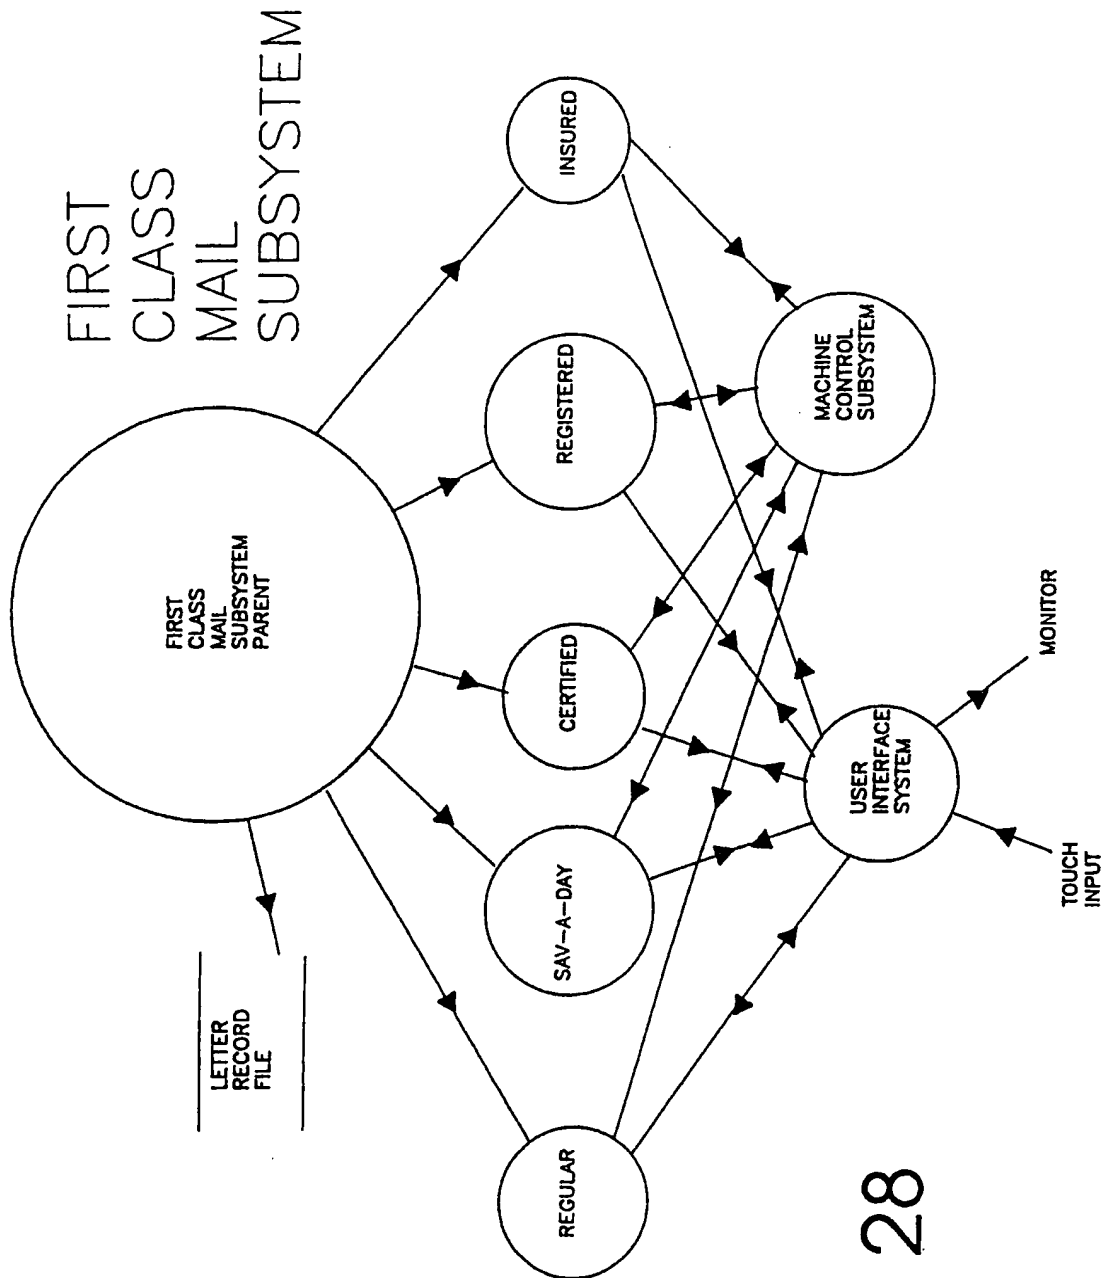 FIRST
CLASS
MAIL
SUBSYSTEM
FIRST
CLASS
MAIL
SUBSYSTEM
PARENT
LETTER
RECORD
FILE
REGULAR
SAV-A-DAY
CERTIFIED
REGISTERED
INSURED
USER
INTERFACE
SYSTEM
MACHINE
CONTROL
SUBSYSTEM
TOUCH
INPUT
MONITOR
28